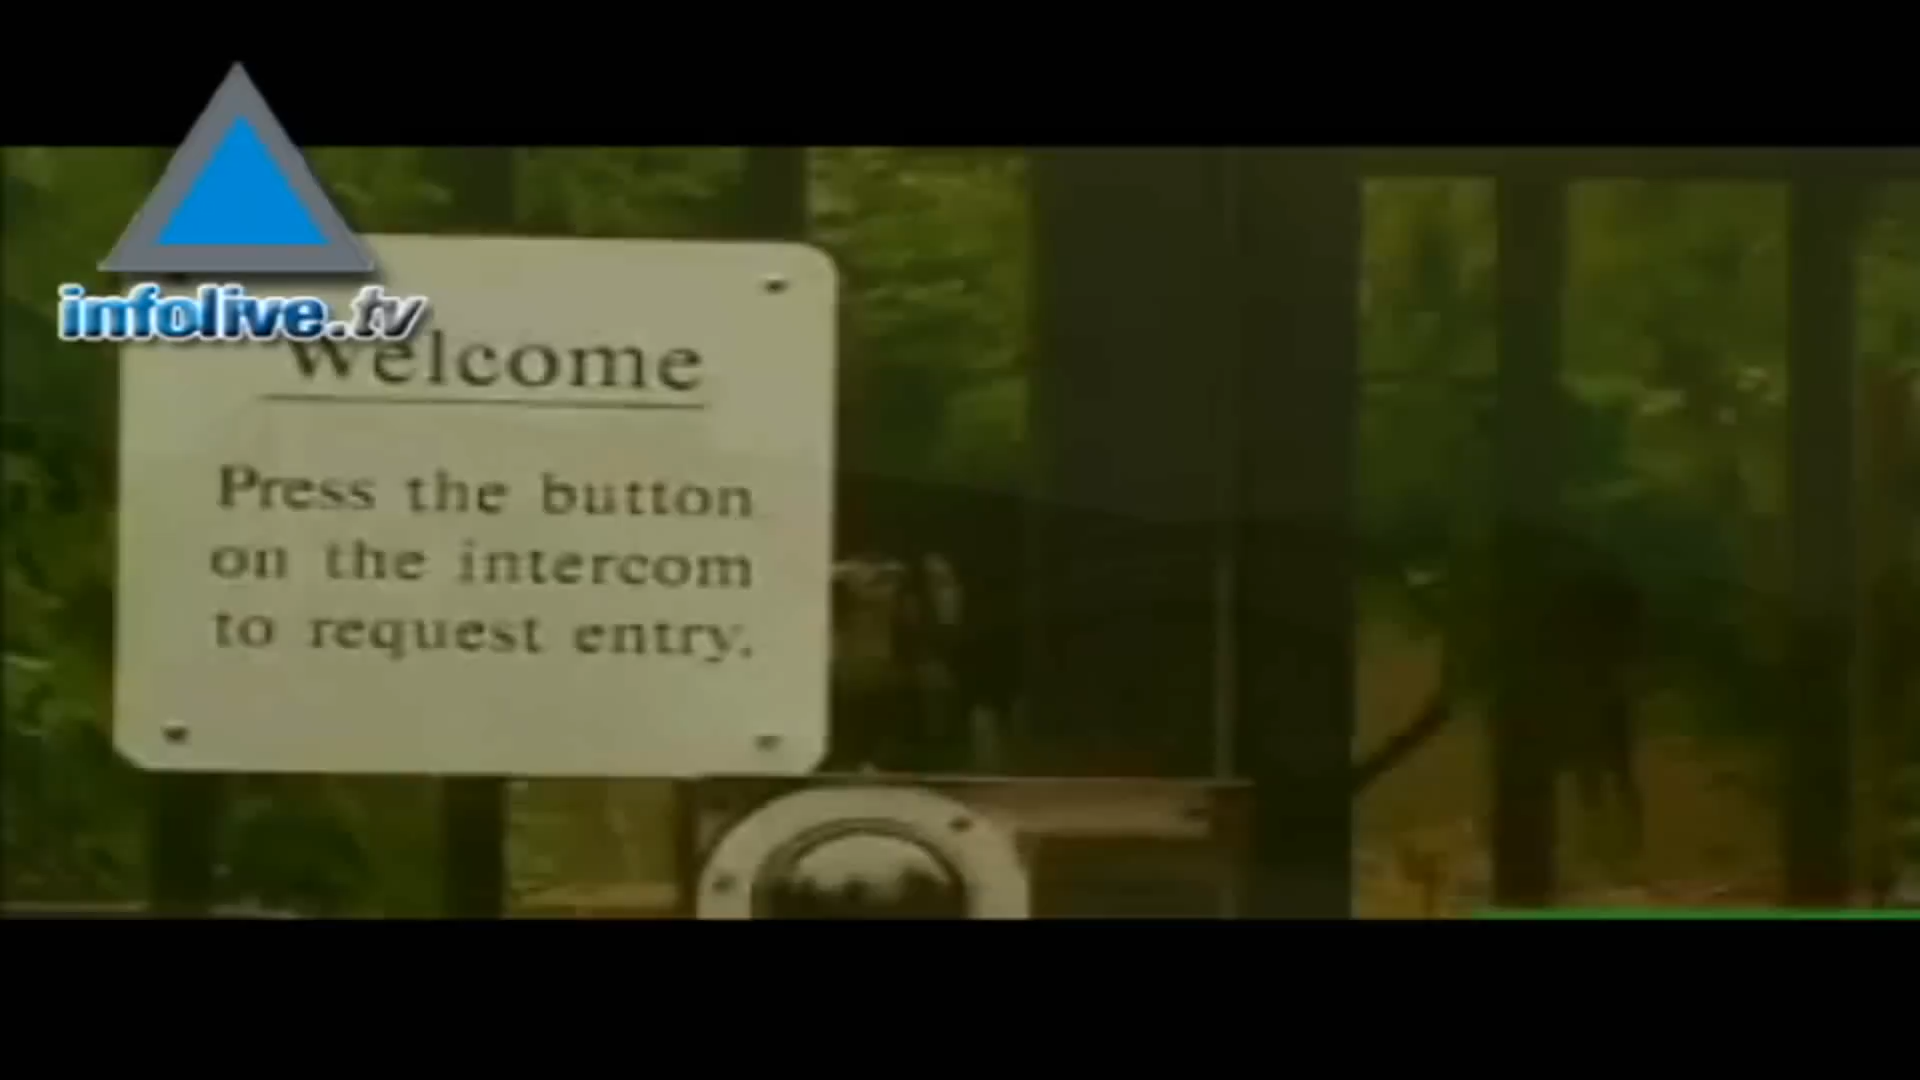 infolive.tv
Welcome
Press the button
on the intercom
to request entry.